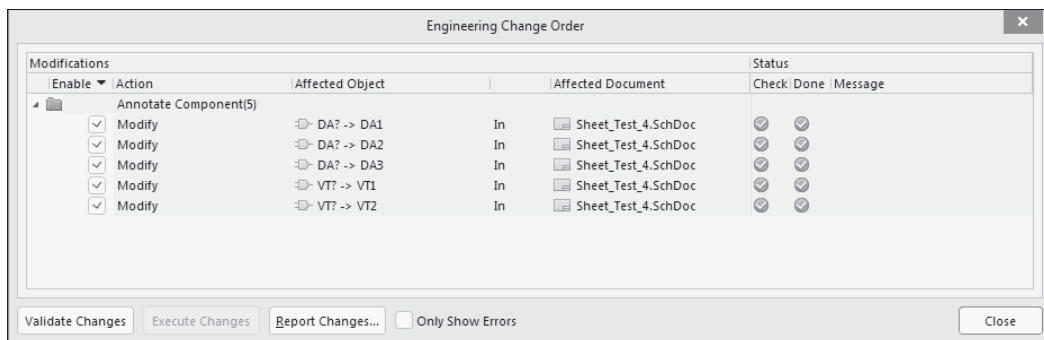 Engineering Change Order
Modifications Status
Enable Action Affected Object Affected Document Check Done Message
Annotate Component(5)
Modify DA? -> DA1 In Sheet_Test_4.SchDoc
Modify DA? -> DA2 In Sheet_Test_4.SchDoc
Modify DA? -> DA3 In Sheet_Test_4.SchDoc
Modify VT? -> VT1 In Sheet_Test_4.SchDoc
Modify VT? -> VT2 In Sheet_Test_4.SchDoc
Validate Changes Execute Changes Report Changes... Only Show Errors Close